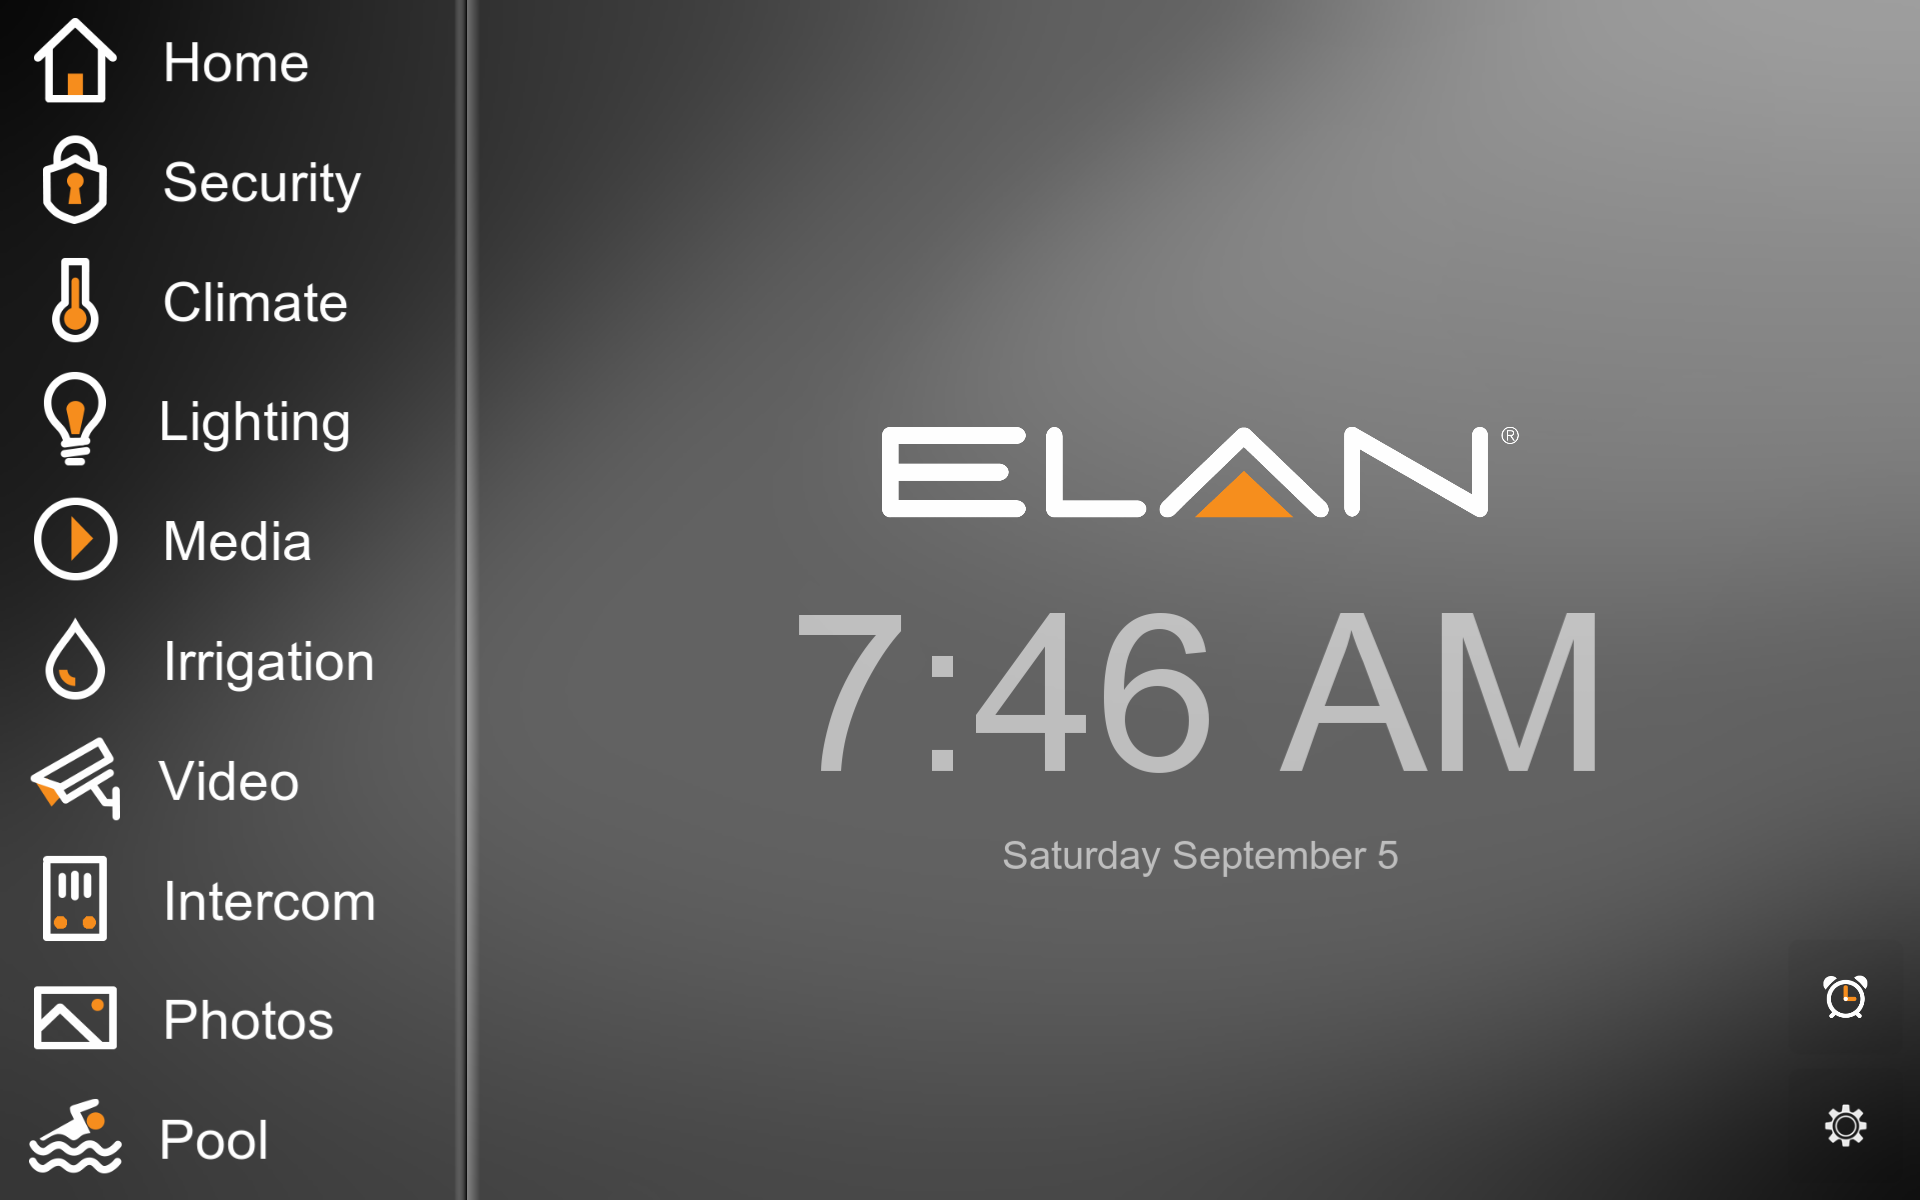 Home
Security
Climate
Lighting
Media
Irrigation
Video
Intercom
Photos
Pool
ELAN®
7:46 AM
Saturday September 5